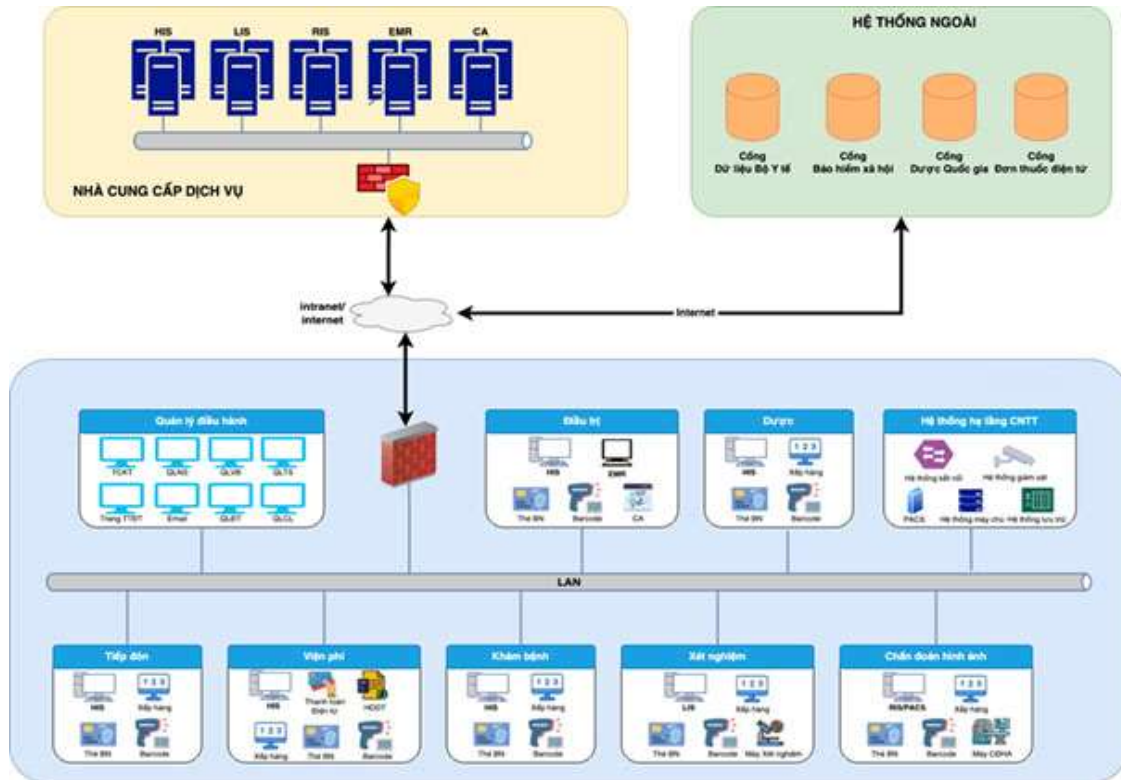 HIS
LIS
RIS
EMR
CA
NHÀ CUNG CẤP DỊCH VỤ
HỆ THỐNG NGOÀI
Cổng
Dữ liệu Bộ Y tế
Cổng
Bảo hiểm xã hội
Cổng
Dược Quốc gia
Cổng
Đơn thuốc điện tử
intranet/
internet
Internet
Quản lý điều hành
TCKT
QLNS
QLVB
QLTS
Trang TTĐT
Email
QLĐT
QLCL
Điều trị
HIS
EMR
Thẻ BN
Barcode
CA
Dược
HIS
Xếp hàng
Thẻ BN
Barcode
Hệ thống hạ tầng CNTT
Hệ thống kết nối
Hệ thống giám sát
PACS
Hệ thống máy chủ
Hệ thống lưu trữ
LAN
Tiếp đón
HIS
Xếp hàng
Thẻ BN
Barcode
Viện phí
HIS
Thanh toán
Điện tử
HĐĐT
Xếp hàng
Thẻ BN
Barcode
Khám bệnh
HIS
Xếp hàng
Thẻ BN
Barcode
Xét nghiệm
LIS
Xếp hàng
Thẻ BN
Barcode
Máy Xét nghiệm
Chẩn đoán hình ảnh
RIS/PACS
Xếp hàng
Thẻ BN
Barcode
Máy CĐHA